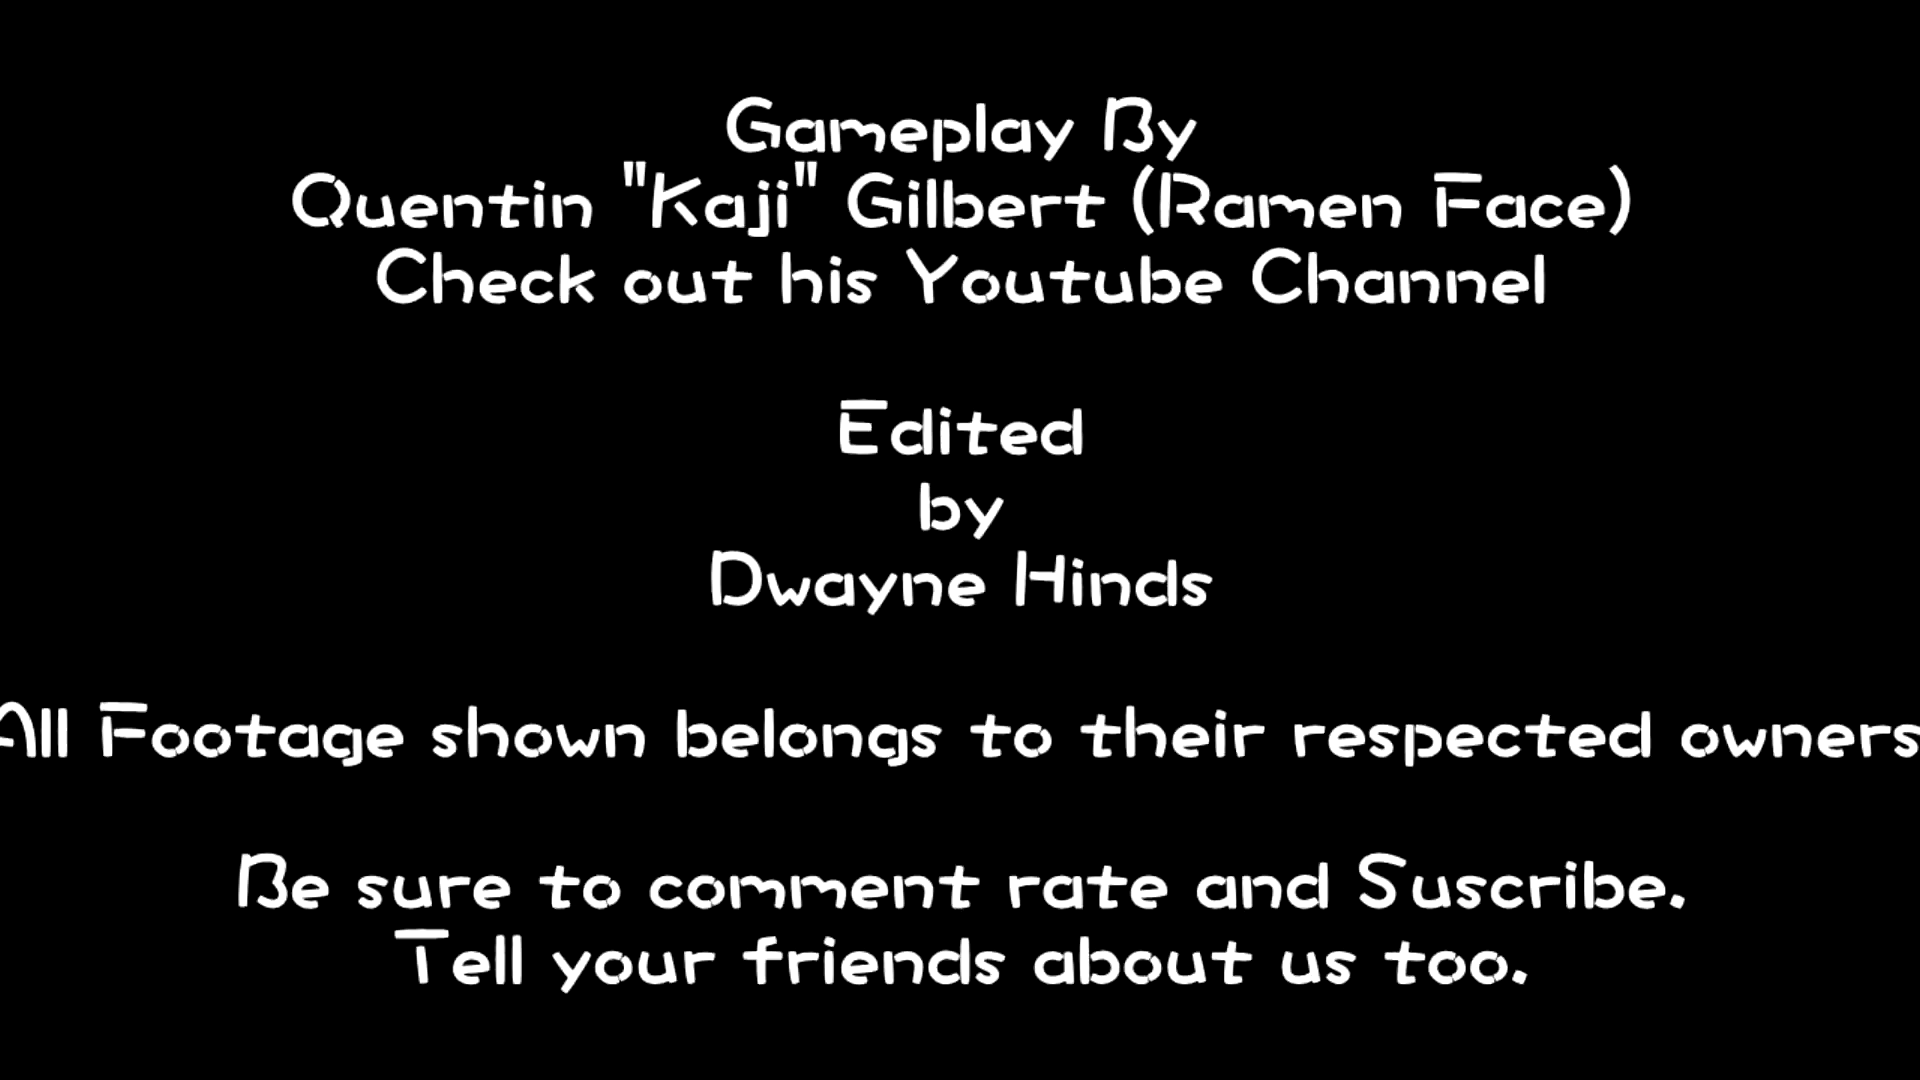 Gameplay By
Quentin "Kaji" Gilbert (Ramen Face)
Check out his Youtube Channel
Edited
by
Dwayne Hinds
All Footage shown belongs to their respected owners
Be sure to comment rate and Suscribe.
Tell your friends about us too.